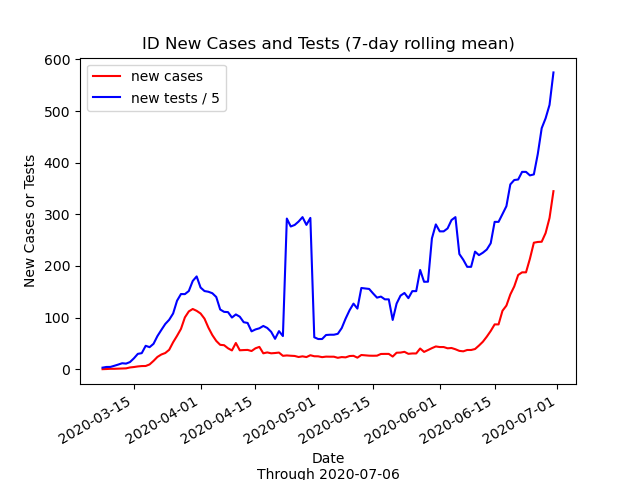 ID New Cases and Tests (7-day rolling mean)
new cases
new tests / 5
New Cases or Tests
600
500
400
300
200
100
0
2020-03-15
2020-04-01
2020-04-15
2020-05-01
2020-05-15
2020-06-01
2020-06-15
2020-07-01
Date
Through 2020-07-06